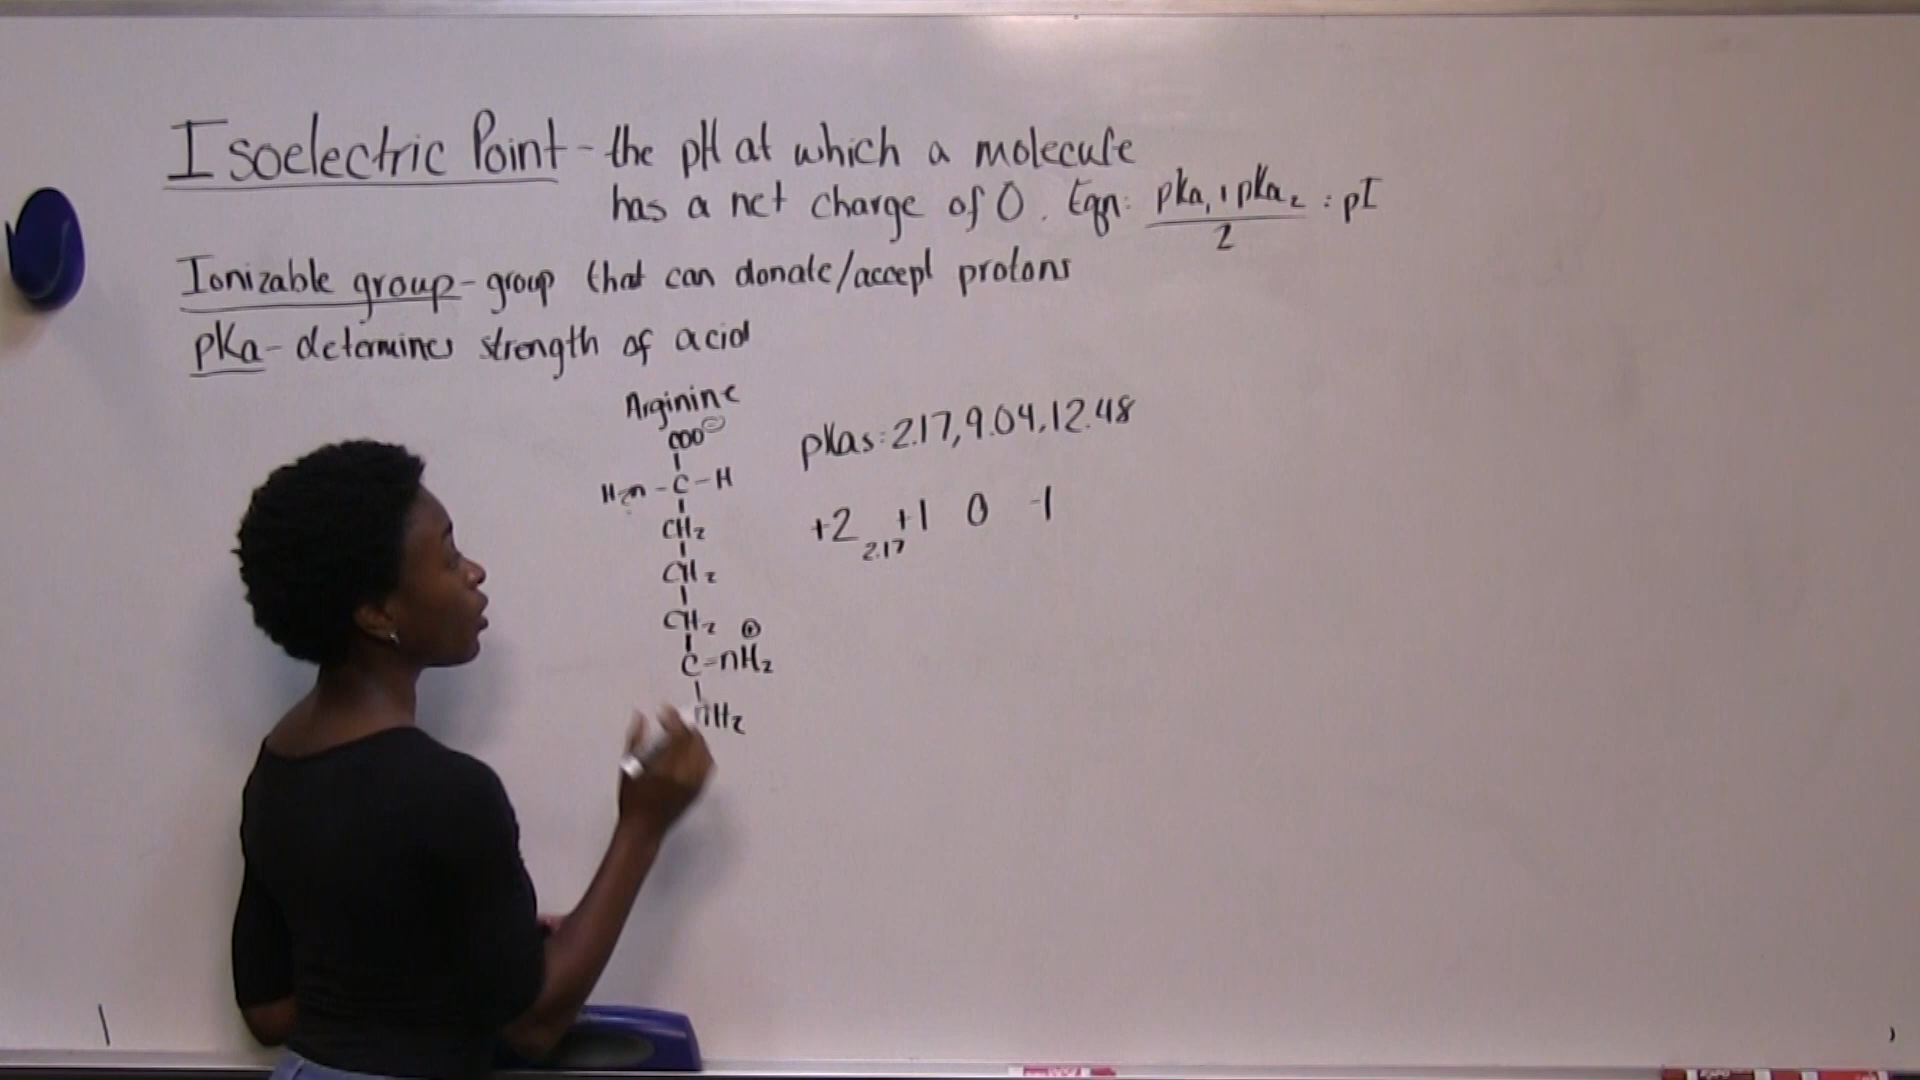 Isoelectric Point - the pH at which a molecule
has a net charge of 0. Eqn: pKa₁ + pKa₂ / 2 : pI
Ionizable group - group that can donate/accept protons
pKa - determines strength of acid
Arginine
COO⊖
pKas: 2.17, 9.04, 12.48
H₂n - C - H
+2 +1 0 -1
2.17
CH₂
CH₂
CH₂
⊕
C=nH₂
nH₂